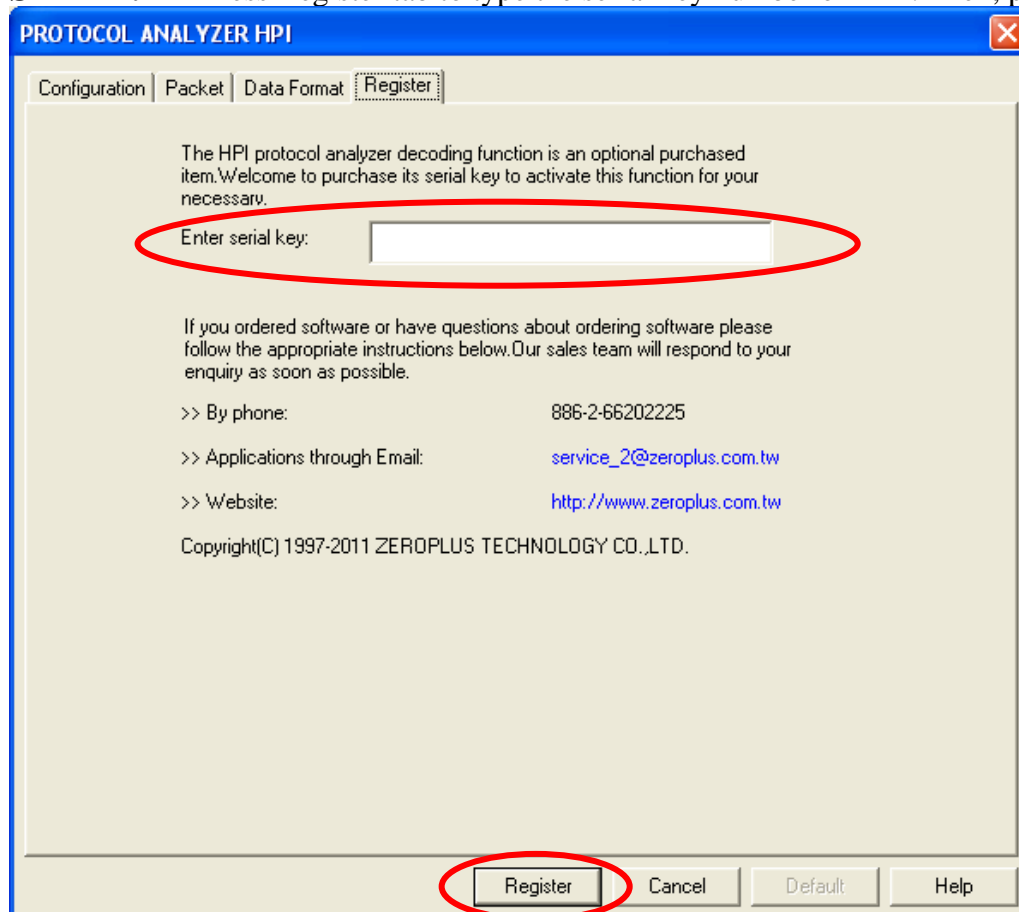 PROTOCOL ANALYZER HPI
Configuration Packet Data Format Register
The HPI protocol analyzer decoding function is an optional purchased
item.Welcome to purchase its serial key to activate this function for your
necessary.
Enter serial key:
If you ordered software or have questions about ordering software please
follow the appropriate instructions below.Our sales team will respond to your
enquiry as soon as possible.
>> By phone: 886-2-66202225
>> Applications through Email: service_2@zeroplus.com.tw
>> Website: http://www.zeroplus.com.tw
Copyright(C) 1997-2011 ZEROPLUS TECHNOLOGY CO.,LTD.
Register Cancel Default Help